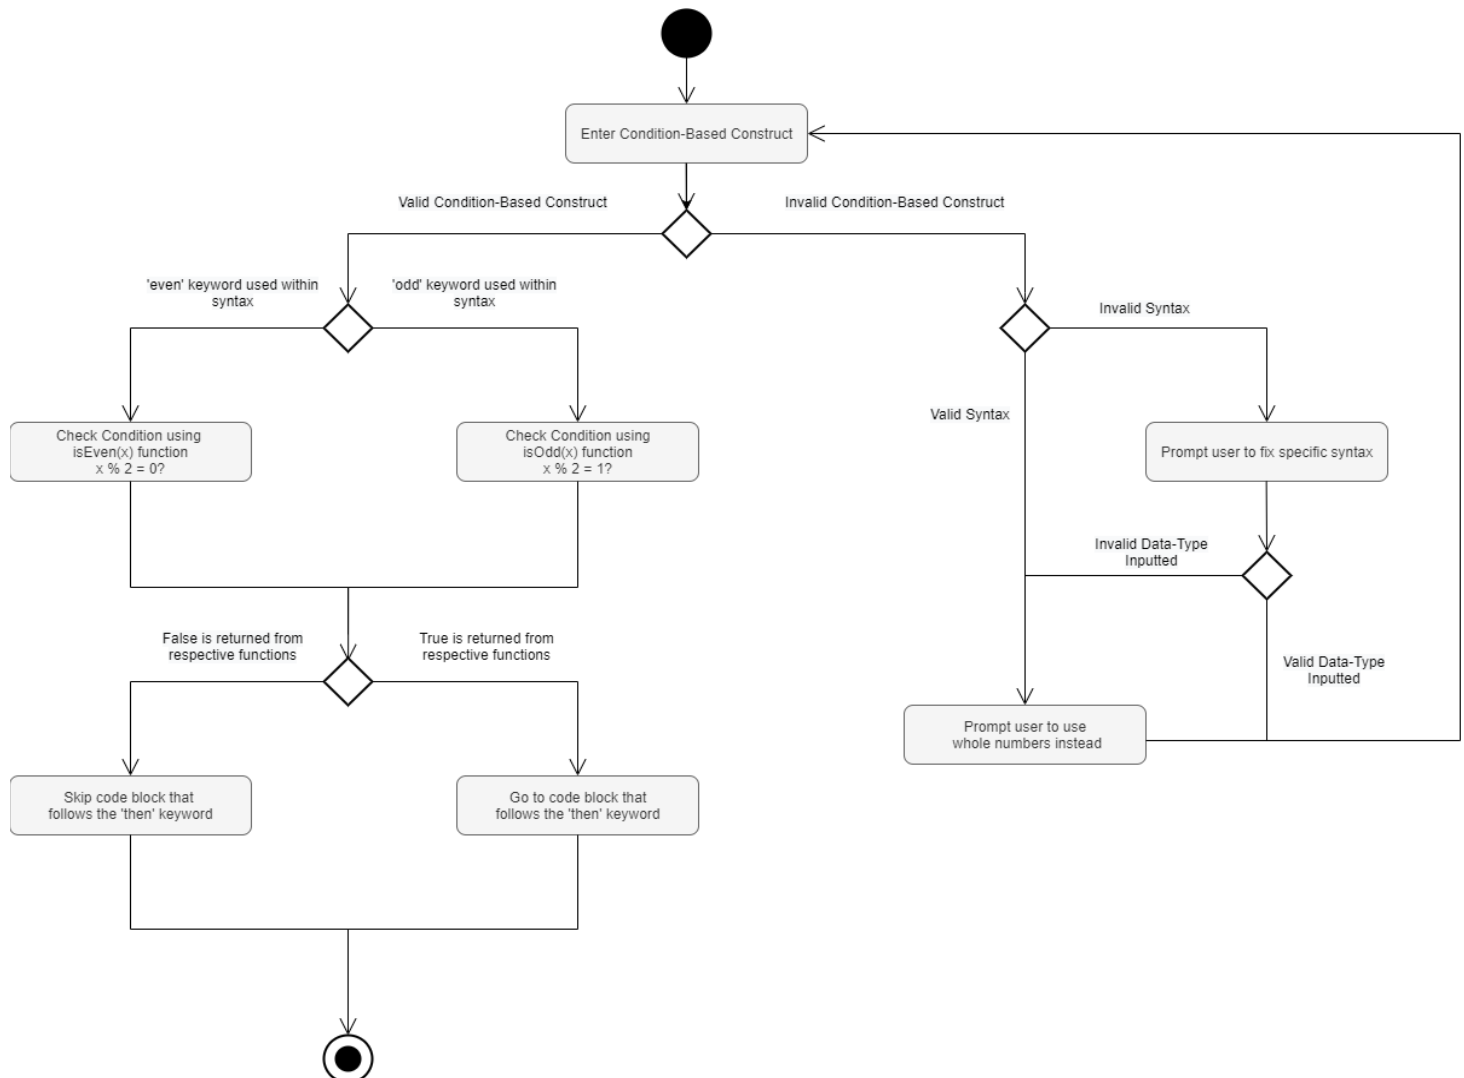 Enter Condition-Based Construct
Valid Condition-Based Construct
Invalid Condition-Based Construct
'even' keyword used within
syntax
'odd' keyword used within
syntax
Invalid Syntax
Valid Syntax
Check Condition using
isEven(x) function
x % 2 = 0?
Check Condition using
isOdd(x) function
x % 2 = 1?
Prompt user to fix specific syntax
Invalid Data-Type
Inputted
False is returned from
respective functions
True is returned from
respective functions
Valid Data-Type
Inputted
Prompt user to use
whole numbers instead
Skip code block that
follows the 'then' keyword
Go to code block that
follows the 'then' keyword